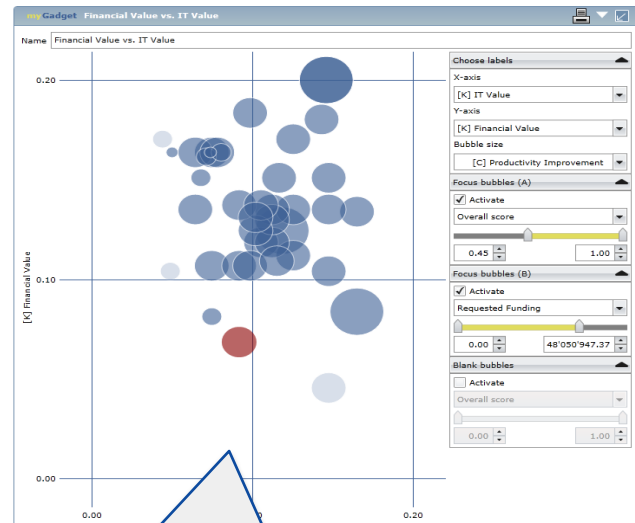 myGadget Financial Value vs. IT Value
Name Financial Value vs. IT Value
0.20
0.10
0.00
[K] Financial Value
0.00
0
0.20
Choose labels
X-axis
[K] IT Value
Y-axis
[K] Financial Value
Bubble size
[C] Productivity Improvement
Focus bubbles (A)
Activate
Overall score
0.45 1.00
Focus bubbles (B)
Activate
Requested Funding
0.00 48'050'947.37
Blank bubbles
Activate
Overall score
0.00 1.00